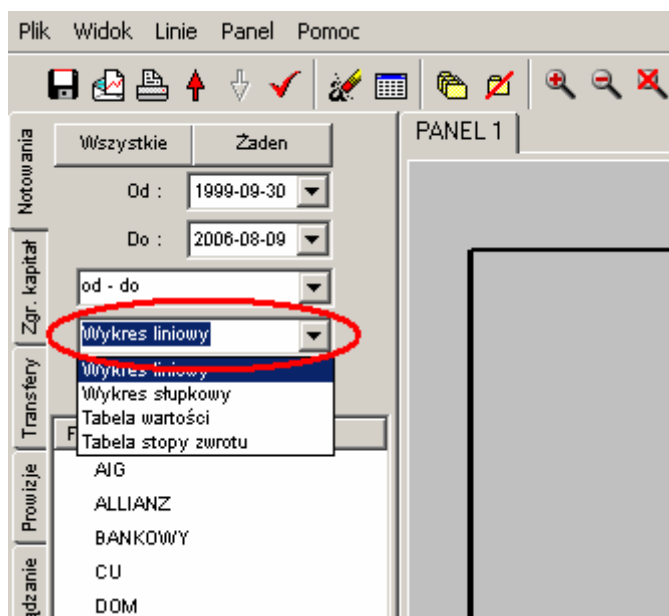 Plik Widok Linie Panel Pomoc
Wszystkie Żaden
PANEL 1
Notowania
Od : 1999-09-30
Do : 2006-08-09
Zgr. kapitał
od - do
Wykres liniowy
Wykres liniowy
Wykres słupkowy
Tabela wartości
Tabela stopy zwrotu
Transfery
F
AIG
ALLIANZ
BANKOWY
CU
DOM
Prowizje